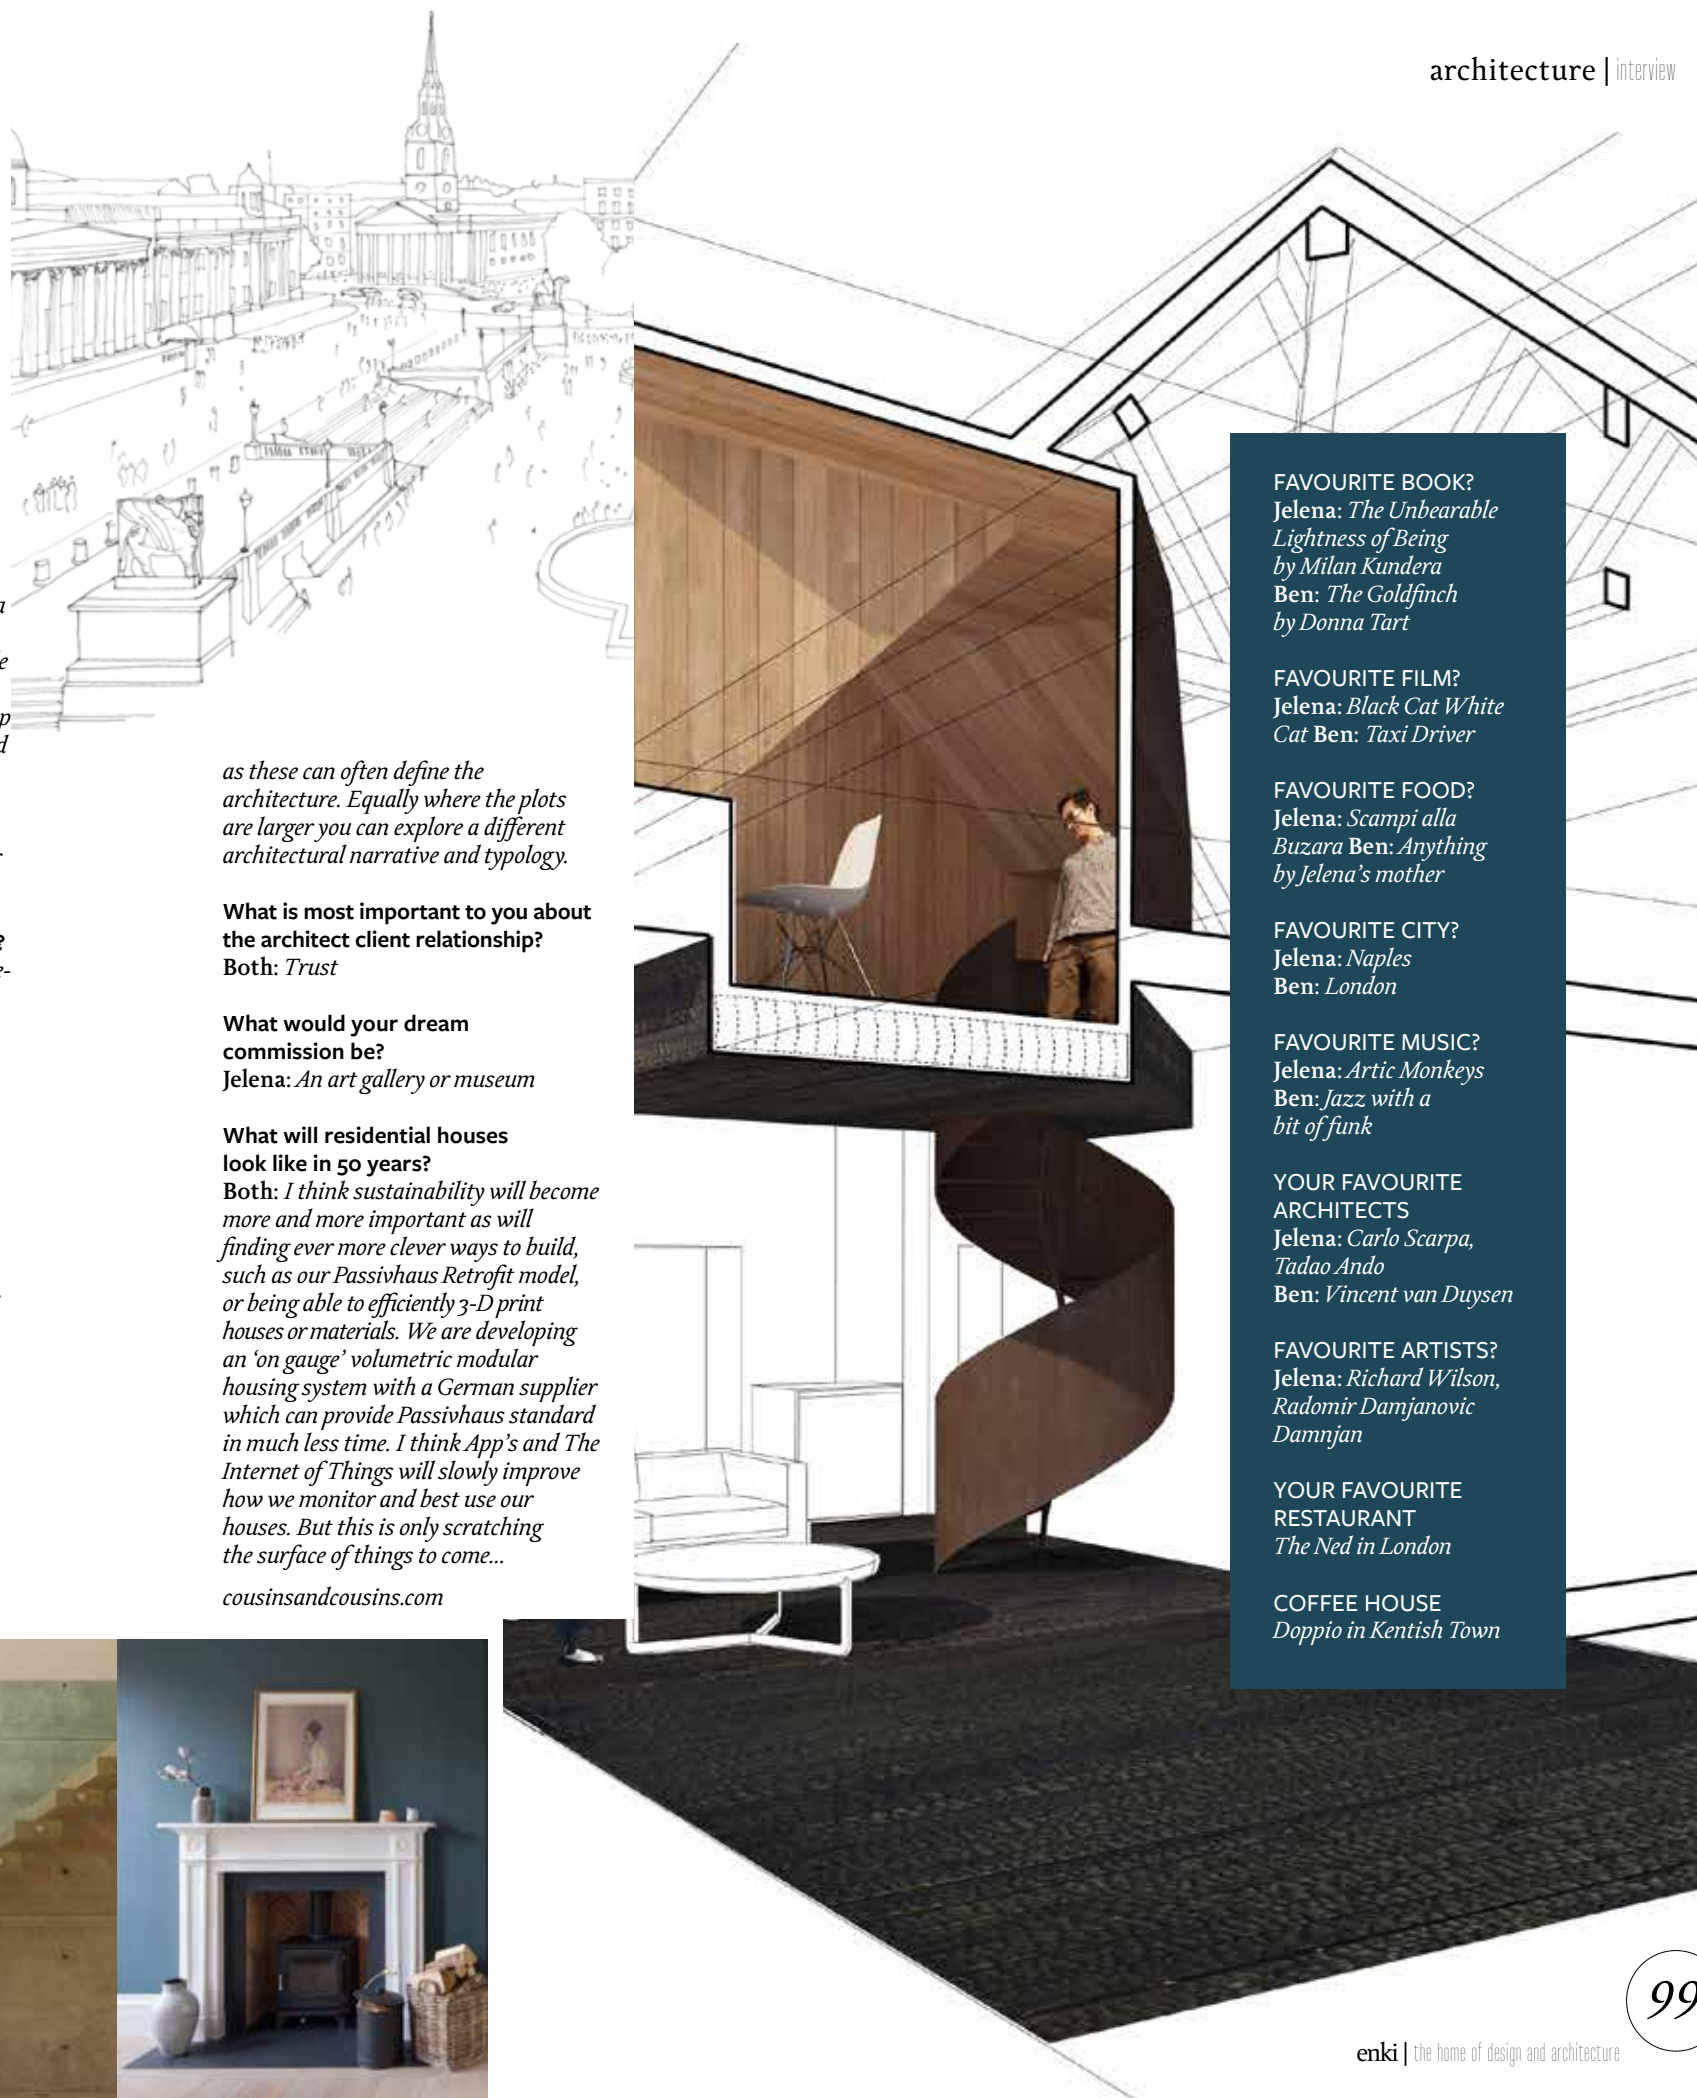 architecture | interview
a
e
p
d
?
e-
as these can often define the
architecture. Equally where the plots
are larger you can explore a different
architectural narrative and typology.
What is most important to you about
the architect client relationship?
Both: Trust
What would your dream
commission be?
Jelena: An art gallery or museum
What will residential houses
look like in 50 years?
Both: I think sustainability will become
more and more important as will
finding ever more clever ways to build,
such as our Passivhaus Retrofit model,
or being able to efficiently 3-D print
houses or materials. We are developing
an ‘on gauge’ volumetric modular
housing system with a German supplier
which can provide Passivhaus standard
in much less time. I think App’s and The
Internet of Things will slowly improve
how we monitor and best use our
houses. But this is only scratching
the surface of things to come...
cousinsandcousins.com
FAVOURITE BOOK?
Jelena: The Unbearable
Lightness of Being
by Milan Kundera
Ben: The Goldfinch
by Donna Tart
FAVOURITE FILM?
Jelena: Black Cat White
Cat Ben: Taxi Driver
FAVOURITE FOOD?
Jelena: Scampi alla
Buzara Ben: Anything
by Jelena’s mother
FAVOURITE CITY?
Jelena: Naples
Ben: London
FAVOURITE MUSIC?
Jelena: Artic Monkeys
Ben: Jazz with a
bit of funk
YOUR FAVOURITE
ARCHITECTS
Jelena: Carlo Scarpa,
Tadao Ando
Ben: Vincent van Duysen
FAVOURITE ARTISTS?
Jelena: Richard Wilson,
Radomir Damjanovic
Damnjan
YOUR FAVOURITE
RESTAURANT
The Ned in London
COFFEE HOUSE
Doppio in Kentish Town
99
enki | the home of design and architecture